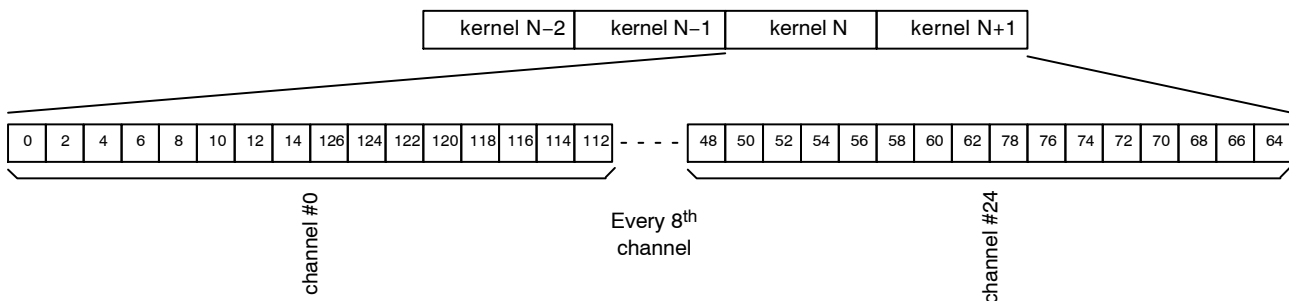 kernel N−2 kernel N−1 kernel N kernel N+1
0 2 4 6 8 10 12 14 126 124 122 120 118 116 114 112 - - - - 48 50 52 54 56 58 60 62 78 76 74 72 70 68 66 64
channel #0
Every 8th
channel
channel #24